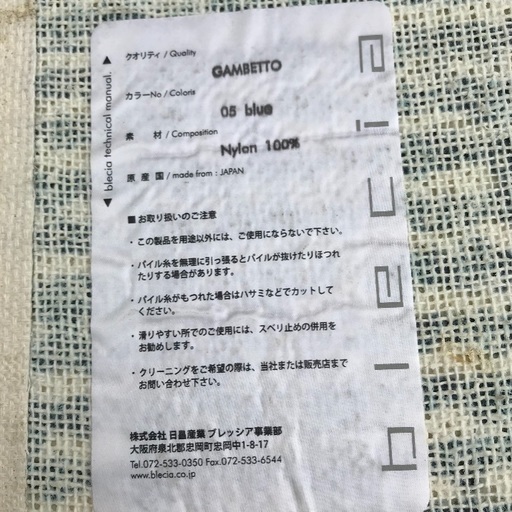 クオリティ / Quality
GAMBETTO
カラーNo / Coloris
05 blue
素　材 / Composition
Nylon 100%
原 産 国 / made from : JAPAN
◀ blecia technical manual. ▶
■ お取り扱いのご注意
・この製品を用途以外には、ご使用にならないで下さい。
・パイル糸を無理に引っ張るとパイルが抜けたりほつれ
たりする場合があります。
・パイル糸がもつれた場合はハサミなどでカットして
ください。
・滑りやすい所でのご使用には、スベリ止めの併用を
お勧めします。
・クリーニングをご希望の際は、当社または販売店まで
お問い合わせ下さい。
株式会社 日昌産業 ブレッシア事業部
大阪府泉北郡忠岡町忠岡中1-8-17
Tel.072-533-0350 Fax.072-533-6544
www.blecia.co.jp
blecia